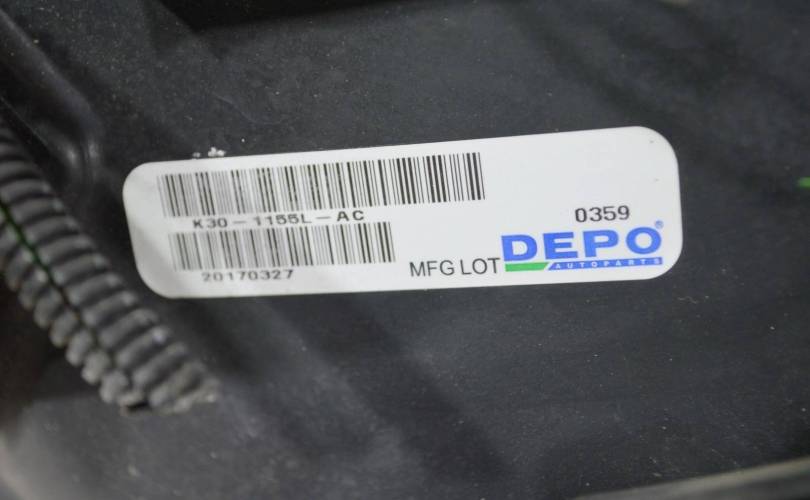 K30-1155L-AC
0359
20170327
MFG LOT
DEPO®
AUTOPARTS